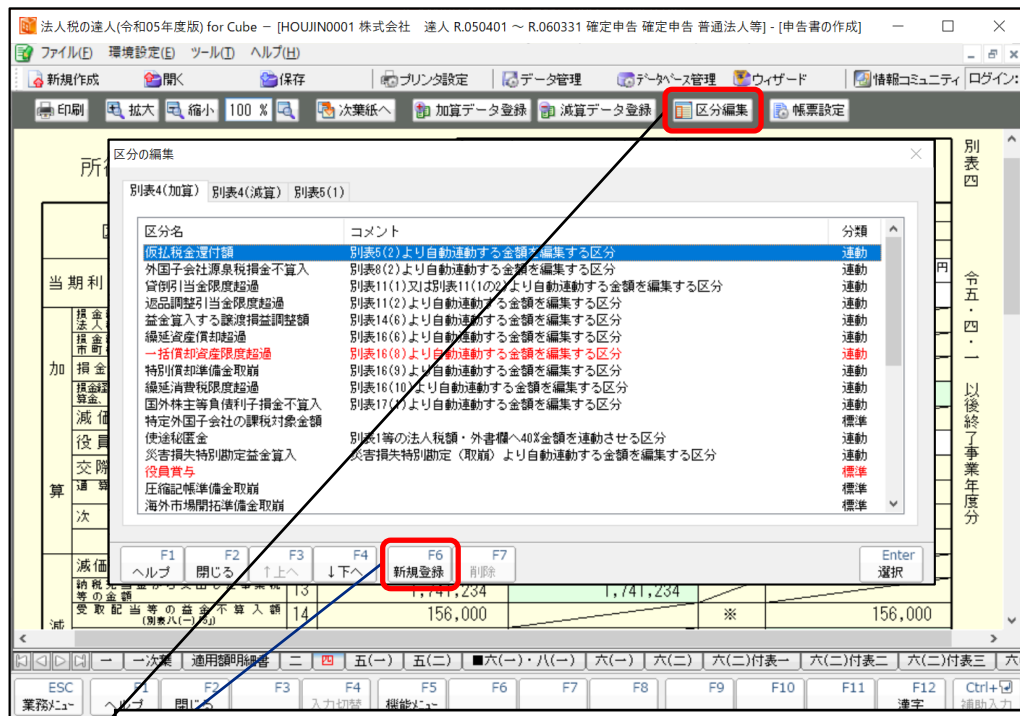 法人税の達人(令和05年度版) for Cube － [HOUJIN0001 株式会社　達人 R.050401 ～ R.060331 確定申告 確定申告 普通法人等] - [申告書の作成]
ファイル(F) 環境設定(E) ツール(T) ヘルプ(H)
新規作成 開く 保存 プリンタ設定 データ管理 データベース管理 ウィザード 情報コミュニティ ログイン:
印刷 拡大 縮小 100 % 次葉紙へ 加算データ登録 減算データ登録 区分編集 帳票設定
別表四
所得
区分の編集
別表4(加算) 別表4(減算) 別表5(1)
区分名 コメント 分類
仮払税金還付額 別表5(2)より自動連動する金額を編集する区分 連動
外国子会社源泉税損金不算入 別表8(2)より自動連動する金額を編集する区分 連動
貸倒引当金限度超過 別表11(1)又は別表11(1の2)より自動連動する金額を編集する区分 連動
返品調整引当金限度超過 別表11(2)より自動連動する金額を編集する区分 連動
益金算入する譲渡損益調整額 別表14(6)より自動連動する金額を編集する区分 連動
繰延資産償却超過 別表16(6)より自動連動する金額を編集する区分 連動
一括償却資産限度超過 別表16(8)より自動連動する金額を編集する区分 連動
特別償却準備金取崩 別表16(9)より自動連動する金額を編集する区分 連動
繰延消費税限度超過 別表16(10)より自動連動する金額を編集する区分 連動
国外株主等負債利子損金不算入 別表17(1)より自動連動する金額を編集する区分 連動
特定外国子会社の課税対象金額 標準
使途秘匿金 別表1等の法人税額・外書欄へ40%金額を連動させる区分 連動
災害損失特別勘定益金算入 災害損失特別勘定（取崩）より自動連動する金額を編集する区分 連動
役員賞与 標準
圧縮記帳準備金取崩 標準
海外市場開拓準備金取崩 標準
F1 F2 F3 F4 F6 F7 Enter
ヘルプ 閉じる ↑上へ ↓下へ 新規登録 削除 選択
当期利
円
令五・四・一　以後終了事業年度分
加
算
損金
法人
損金
市町
損金
損金経
算金、
減価
役員
交際
通算
次
減価
等の金額 13 1,741,234 1,741,234
減
受取配当等の益金不算入額 14 156,000 ※ 156,000
(別表八(一)「5」)
一 一次葉 適用額明細書 二 四 五(一) 五(二) ■六(一)・八(一) 六(一) 六(二) 六(二)付表一 六(二)付表二 六(二)付表三 六
ESC F1 F2 F3 F4 F5 F6 F7 F8 F9 F10 F11 F12 Ctrl+
業務メニュー ヘルプ 閉じる 入力切替 機能メニュー 漢字 補助入力